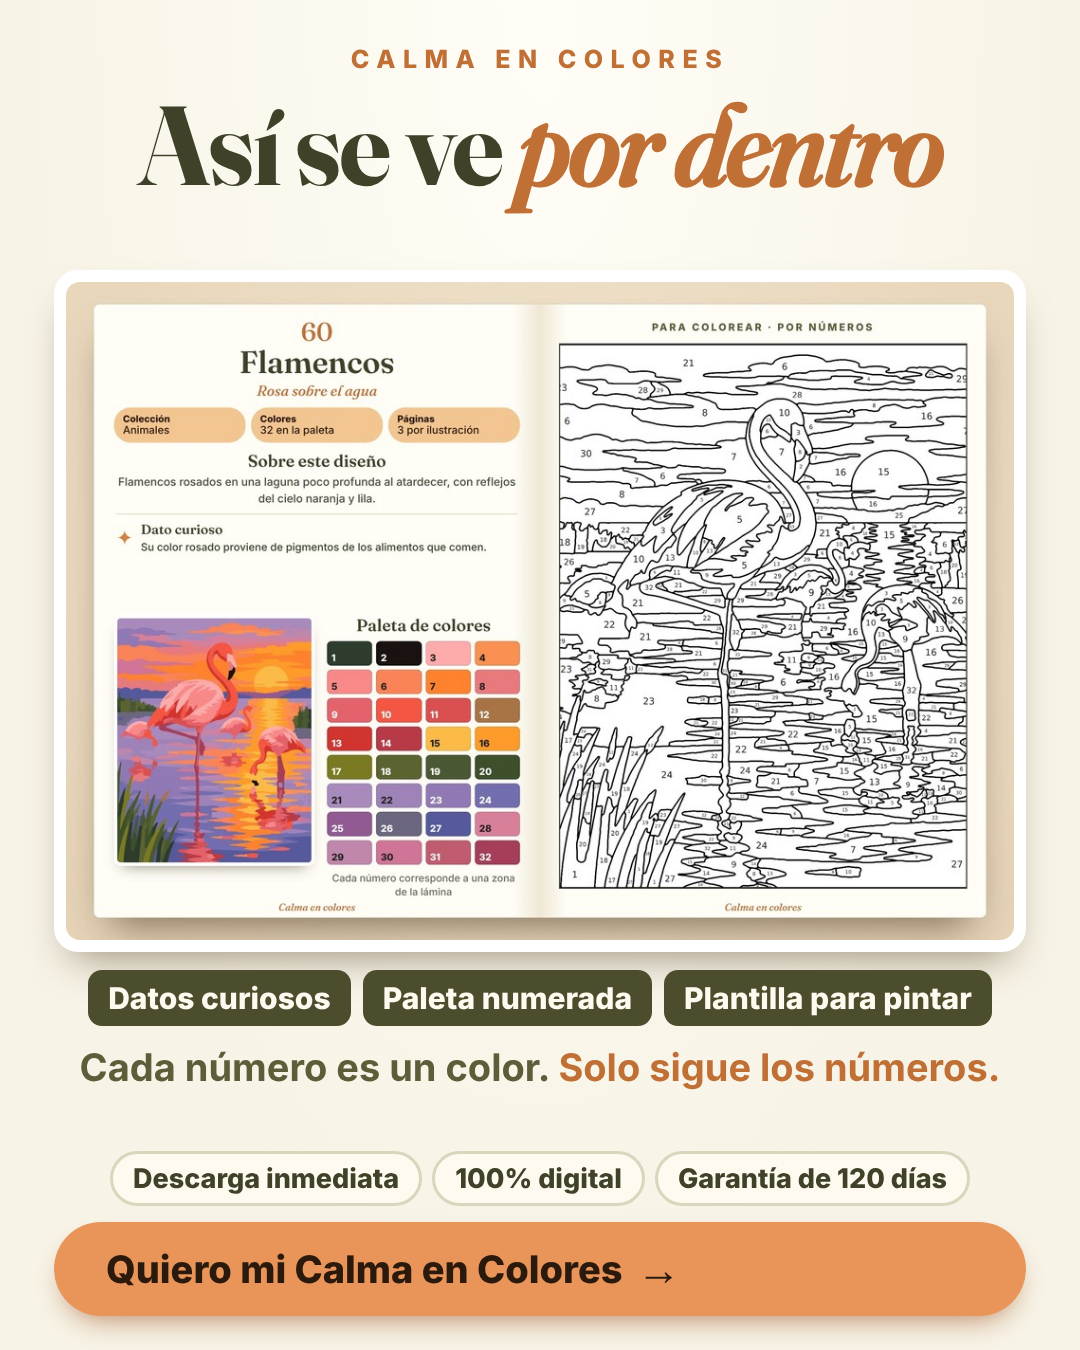 CALMA EN COLORES
Así se ve por dentro
60
Flamencos
Rosa sobre el agua
Colección
Animales
Colores
32 en la paleta
Páginas
3 por ilustración
Sobre este diseño
Flamencos rosados en una laguna poco profunda al atardecer, con reflejos
del cielo naranja y lila.
Dato curioso
Su color rosado proviene de pigmentos de los alimentos que comen.
Paleta de colores
1 2 3 4
5 6 7 8
9 10 11 12
13 14 15 16
17 18 19 20
21 22 23 24
25 26 27 28
29 30 31 32
Cada número corresponde a una zona
de la lámina
Calma en colores
PARA COLOREAR · POR NÚMEROS
Calma en colores
Datos curiosos
Paleta numerada
Plantilla para pintar
Cada número es un color. Solo sigue los números.
Descarga inmediata
100% digital
Garantía de 120 días
Quiero mi Calma en Colores →